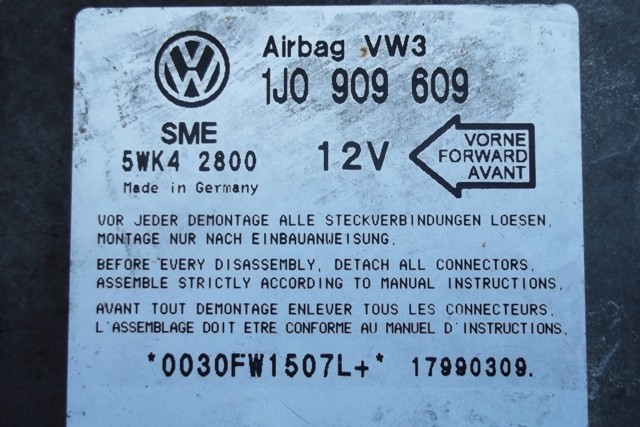 Airbag VW3
1J0 909 609
SME
5WK4 2800
12V
VORNE
FORWARD
AVANT
Made in Germany
VOR JEDER DEMONTAGE ALLE STECKVERBINDUNGEN LOESEN.
MONTAGE NUR NACH EINBAUANWEISUNG.
BEFORE EVERY DISASSEMBLY, DETACH ALL CONNECTORS.
ASSEMBLE STRICTLY ACCORDING TO MANUAL INSTRUCTIONS.
AVANT TOUT DEMONTAGE ENLEVER TOUS LES CONNECTEURS.
L'ASSEMBLAGE DOIT ETRE CONFORME AU MANUEL D'INSTRUCTIONS.
*0030FW1507L+* 17990309.